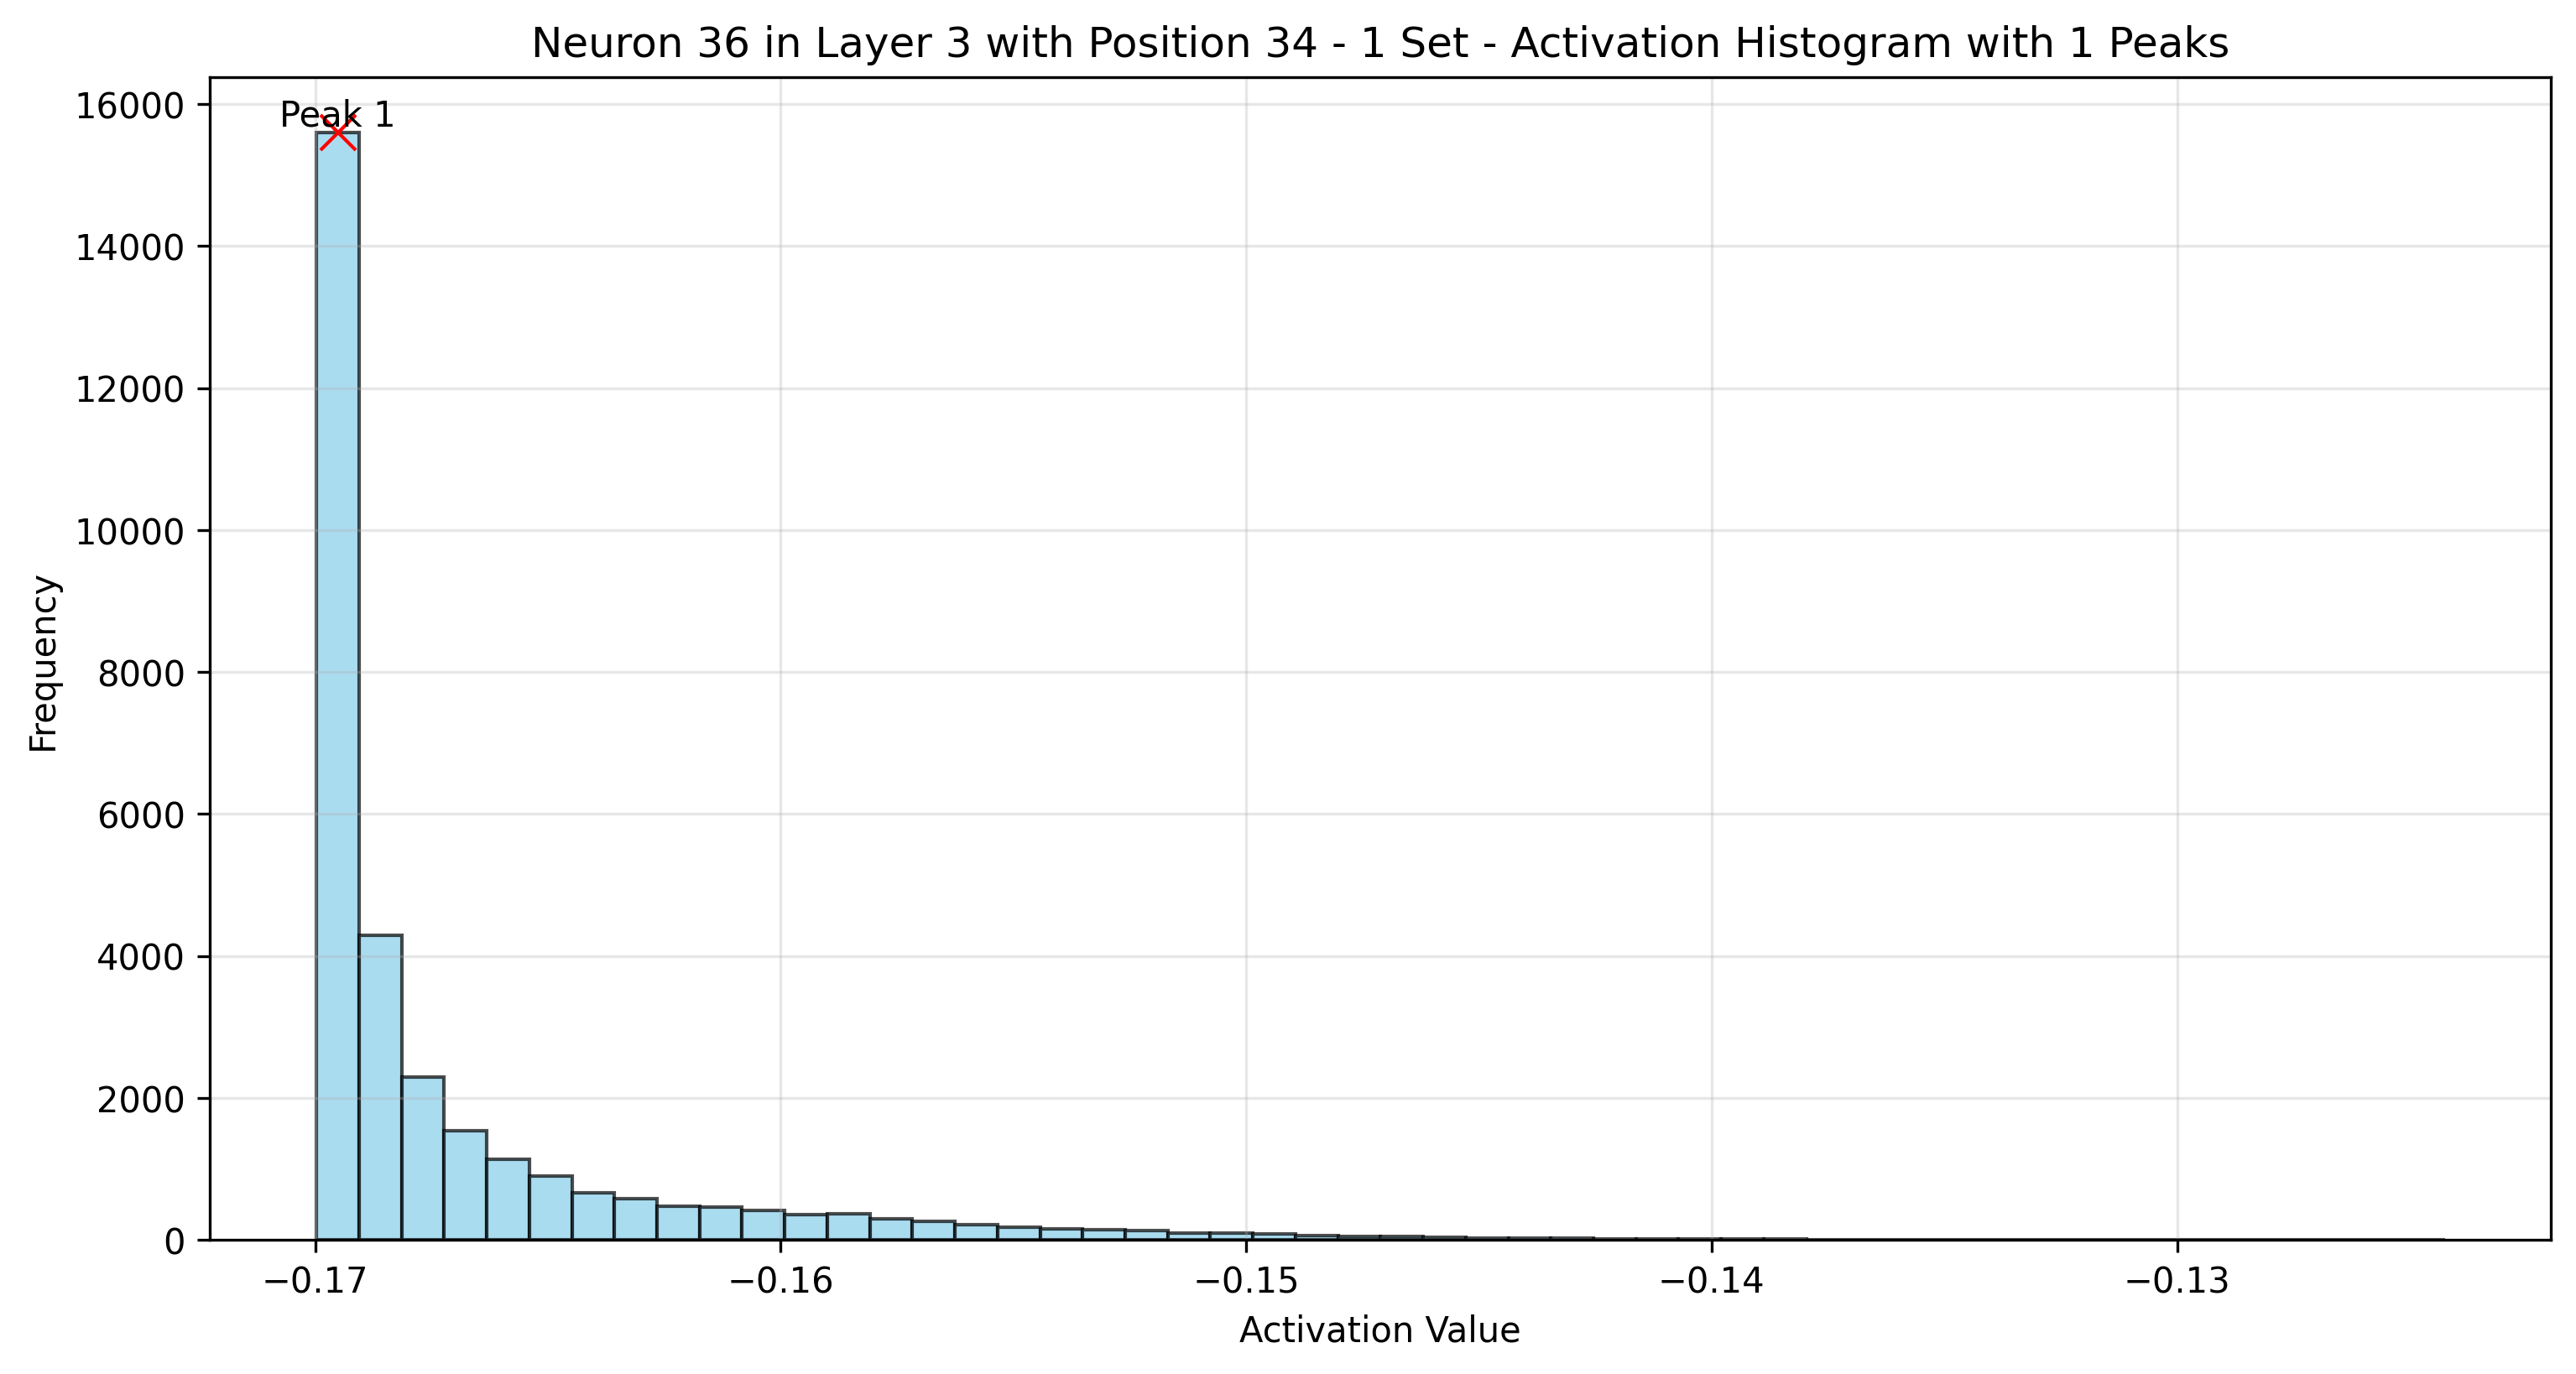 Neuron 36 in Layer 3 with Position 34 - 1 Set - Activation Histogram with 1 Peaks
16000
Peak 1
14000
12000
10000
8000
6000
4000
2000
0
Frequency
−0.17 −0.16 −0.15 −0.14 −0.13
Activation Value